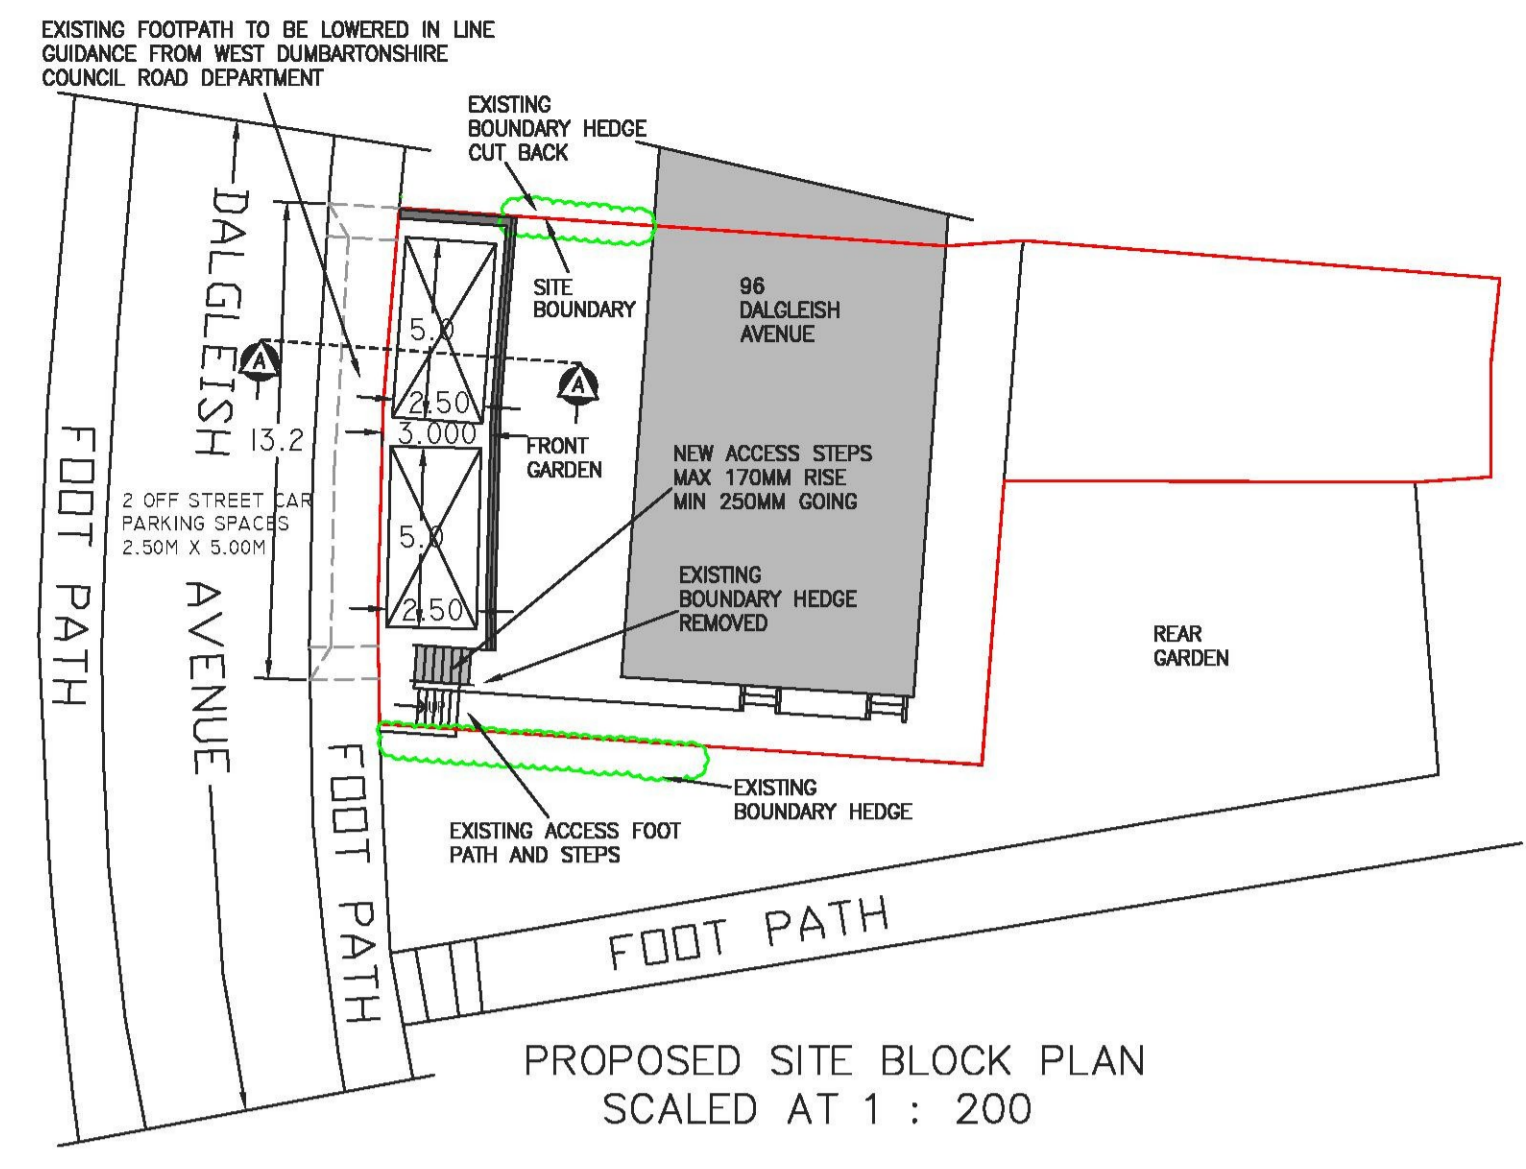 EXISTING FOOTPATH TO BE LOWERED IN LINE
GUIDANCE FROM WEST DUMBARTONSHIRE
COUNCIL ROAD DEPARTMENT
EXISTING
BOUNDARY HEDGE
CUT BACK
SITE
BOUNDARY
96
DALGLEISH
AVENUE
DALGLEISH AVENUE
A
A
5.0
2.50
3.000
13.2
FRONT
GARDEN
NEW ACCESS STEPS
MAX 170MM RISE
MIN 250MM GOING
2 OFF STREET CAR
PARKING SPACES
2.50M X 5.00M
5.0
2.50
EXISTING
BOUNDARY HEDGE
REMOVED
REAR
GARDEN
UP
FOOT PATH
FOOT PATH
EXISTING
BOUNDARY HEDGE
EXISTING ACCESS FOOT
PATH AND STEPS
FOOT PATH
PROPOSED SITE BLOCK PLAN
SCALED AT 1 : 200